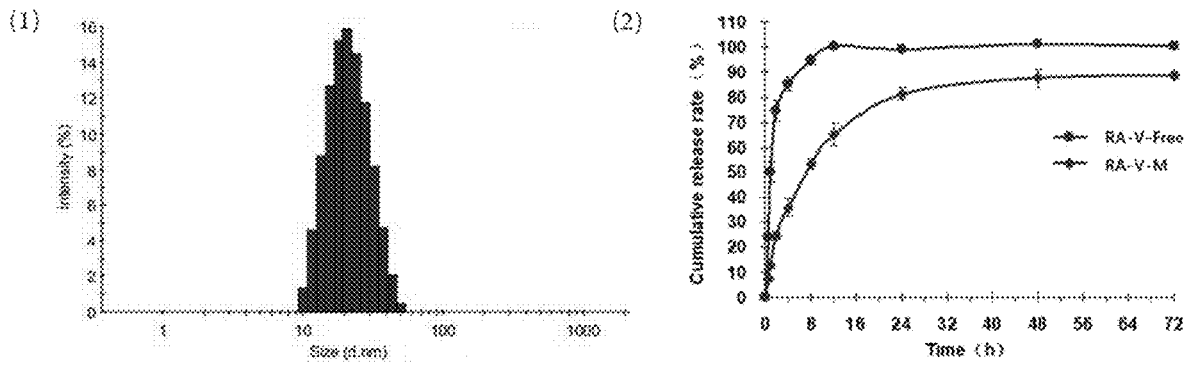 (1)
16
14
12
10
8
6
4
2
0
Intensity (%)
1 10 100 1000
Size (d.nm)
(2)
110
100
90
80
70
60
50
40
30
20
10
0
Cumulative release rate (%)
RA-V-Free
RA-V-M
0 8 16 24 32 40 48 56 64 72
Time (h)